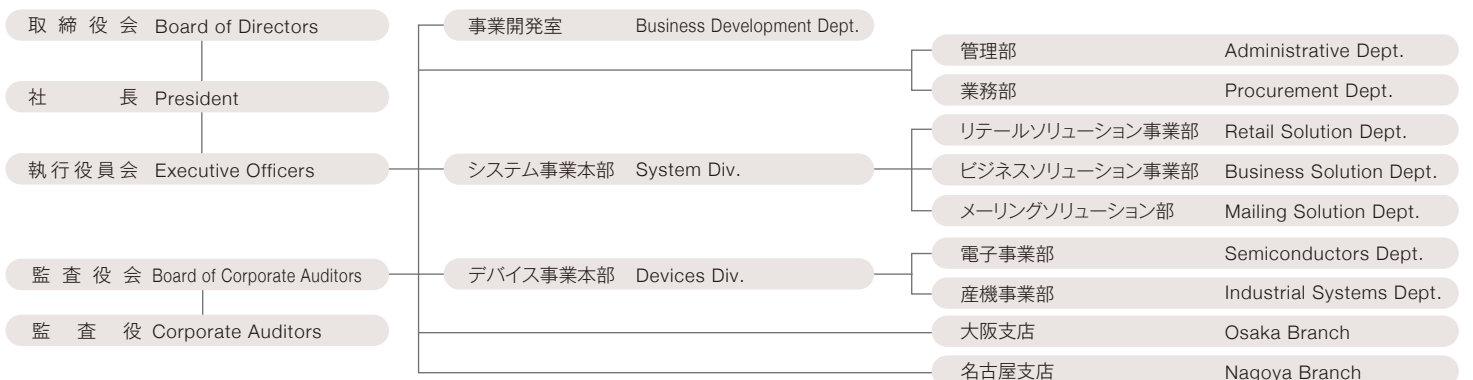 取締役会 Board of Directors
社長 President
執行役員会 Executive Officers
監査役会 Board of Corporate Auditors
監査役 Corporate Auditors
事業開発室 Business Development Dept.
システム事業本部 System Div.
デバイス事業本部 Devices Div.
管理部 Administrative Dept.
業務部 Procurement Dept.
リテールソリューション事業部 Retail Solution Dept.
ビジネスソリューション事業部 Business Solution Dept.
メーリングソリューション部 Mailing Solution Dept.
電子事業部 Semiconductors Dept.
産機事業部 Industrial Systems Dept.
大阪支店 Osaka Branch
名古屋支店 Nagoya Branch